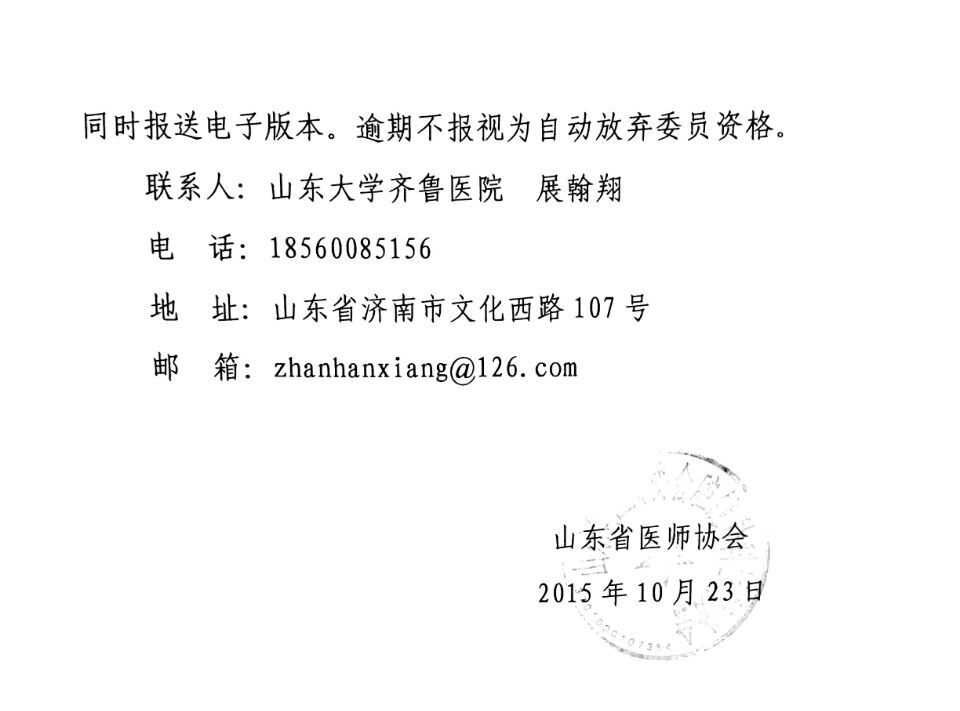 同时报送电子版本。逾期不报视为自动放弃委员资格。
联系人：山东大学齐鲁医院 展翰翔
电 话：18560085156
地 址：山东省济南市文化西路 107 号
邮 箱：zhanhanxiang@126.com
山东省医师协会
2015 年 10 月 23 日